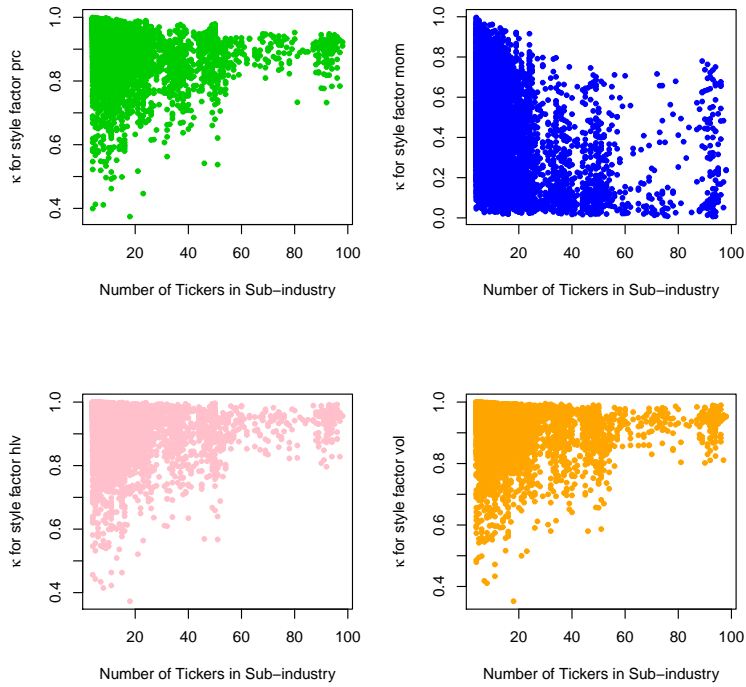 κ for style factor prc
1.0
0.8
0.6
0.4
20 40 60 80 100
Number of Tickers in Sub−industry
κ for style factor mom
1.0
0.8
0.6
0.4
0.2
0.0
20 40 60 80 100
Number of Tickers in Sub−industry
κ for style factor hlv
1.0
0.8
0.6
0.4
20 40 60 80 100
Number of Tickers in Sub−industry
κ for style factor vol
1.0
0.8
0.6
0.4
20 40 60 80 100
Number of Tickers in Sub−industry